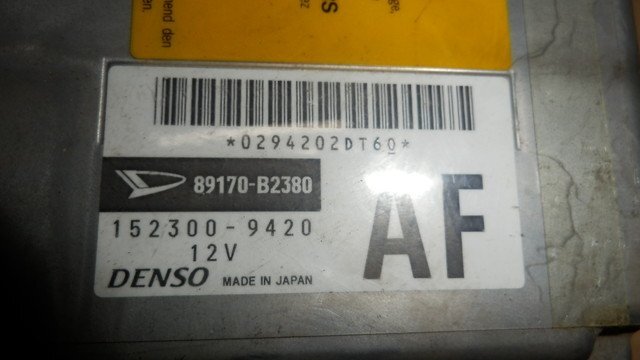 S
*0294202DT60*
89170-B2380
152300-9420
12V
AF
DENSO MADE IN JAPAN